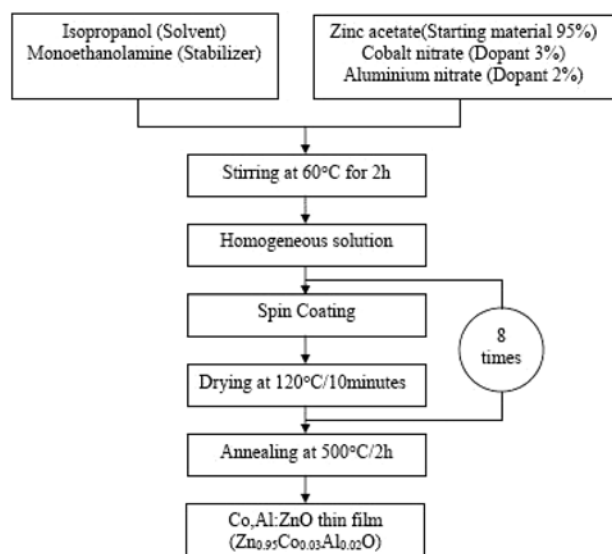 Isopropanol (Solvent)
Monoethanolamine (Stabilizer)
Zinc acetate(Starting material 95%)
Cobalt nitrate (Dopant 3%)
Aluminium nitrate (Dopant 2%)
Stirring at 60°C for 2h
Homogeneous solution
Spin Coating
8
times
Drying at 120°C/10minutes
Annealing at 500°C/2h
Co,Al:ZnO thin film
(Zn₀.₉₅Co₀.₀₃Al₀.₀₂O)